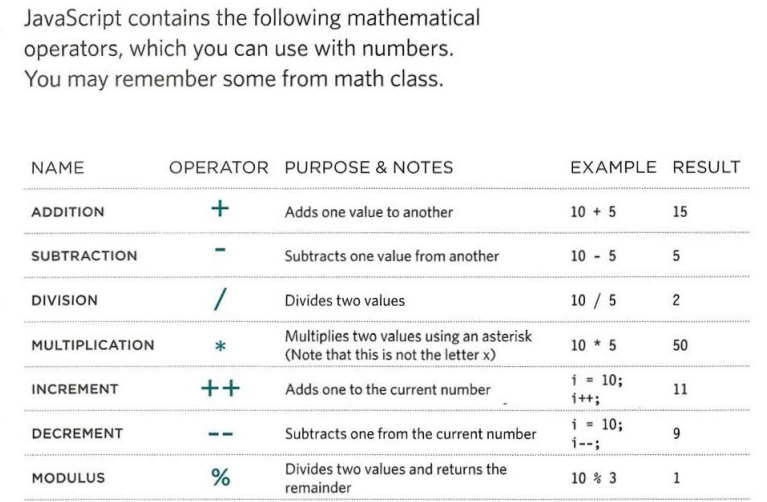 JavaScript contains the following mathematical
operators, which you can use with numbers.
You may remember some from math class.
NAME OPERATOR PURPOSE & NOTES EXAMPLE RESULT
ADDITION + Adds one value to another 10 + 5 15
SUBTRACTION - Subtracts one value from another 10 - 5 5
DIVISION / Divides two values 10 / 5 2
MULTIPLICATION * Multiplies two values using an asterisk
(Note that this is not the letter x) 10 * 5 50
INCREMENT ++ Adds one to the current number i = 10;
i++; 11
DECREMENT -- Subtracts one from the current number i = 10;
i--; 9
MODULUS % Divides two values and returns the
remainder 10 % 3 1